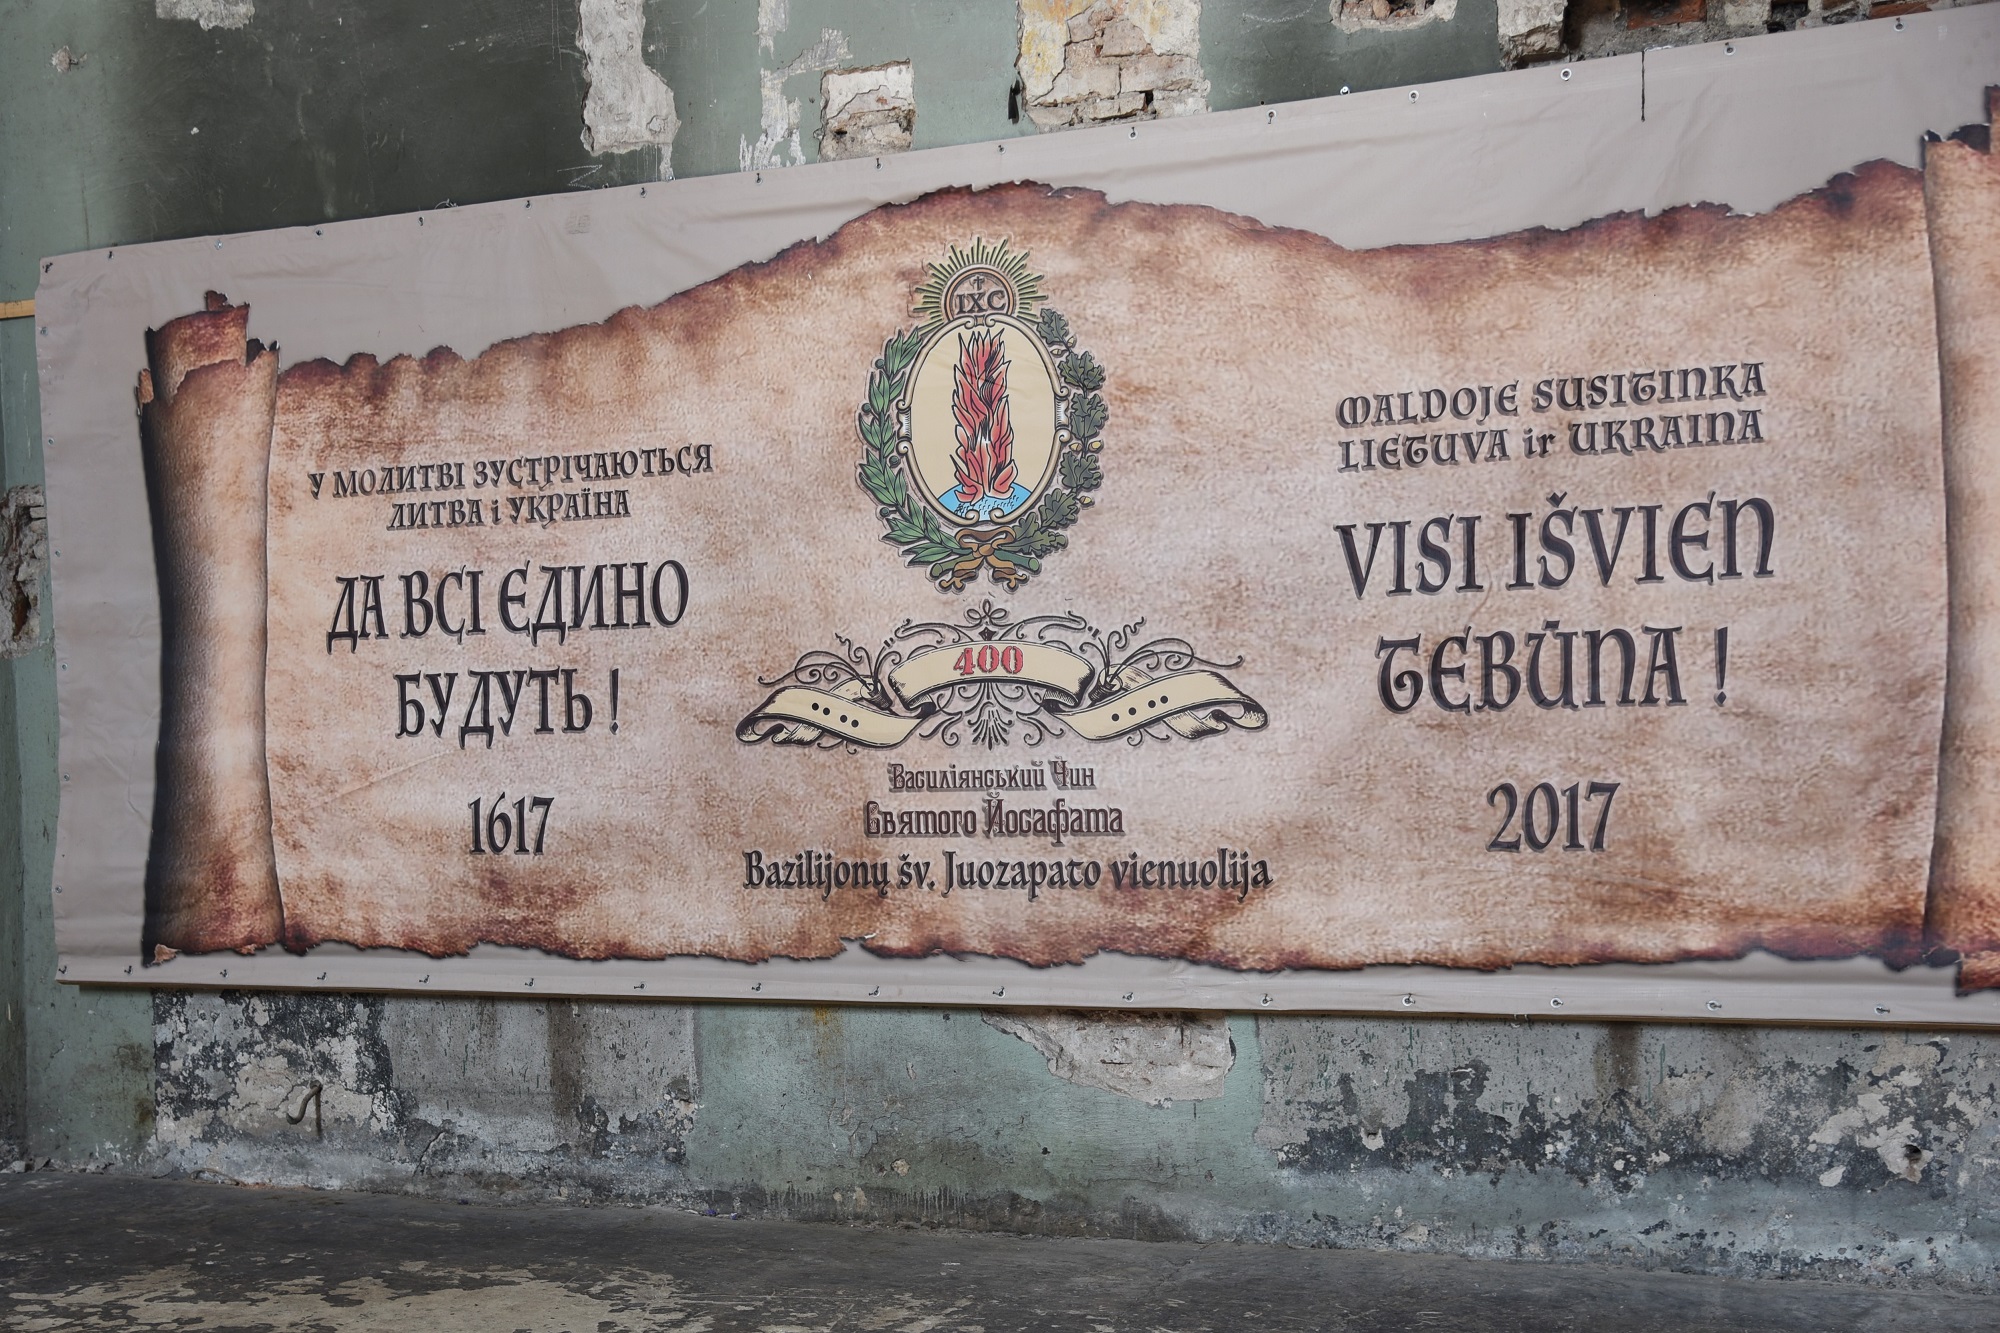 У МОЛИТВІ ЗУСТРІЧАЮТЬСЯ
ЛИТВА і УКРАЇНА
ДА ВСІ ЄДИНО
БУДУТЬ !
1617
ІХС
400
Василіянський Чин
Святого Йосафата
Bazilijonų šv. Juozapato vienuolija
MALDOJE SUSITINKA
LIETUVA ir UKRAINA
VISI IŠVIEN
TEBŪNA !
2017